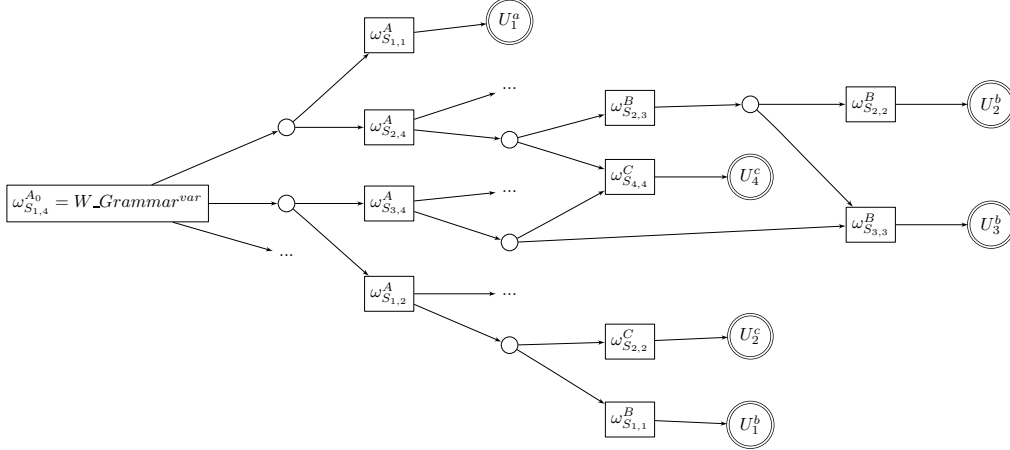 ω^A_{S_{1,1}}
U^a_1
...
ω^A_{S_{2,4}}
ω^B_{S_{2,3}}
ω^B_{S_{2,2}}
U^b_2
ω^{A_0}_{S_{1,4}} = W_Grammar^{var}
ω^A_{S_{3,4}}
...
ω^C_{S_{4,4}}
U^c_4
...
ω^B_{S_{3,3}}
U^b_3
ω^A_{S_{1,2}}
...
ω^C_{S_{2,2}}
U^c_2
ω^B_{S_{1,1}}
U^b_1